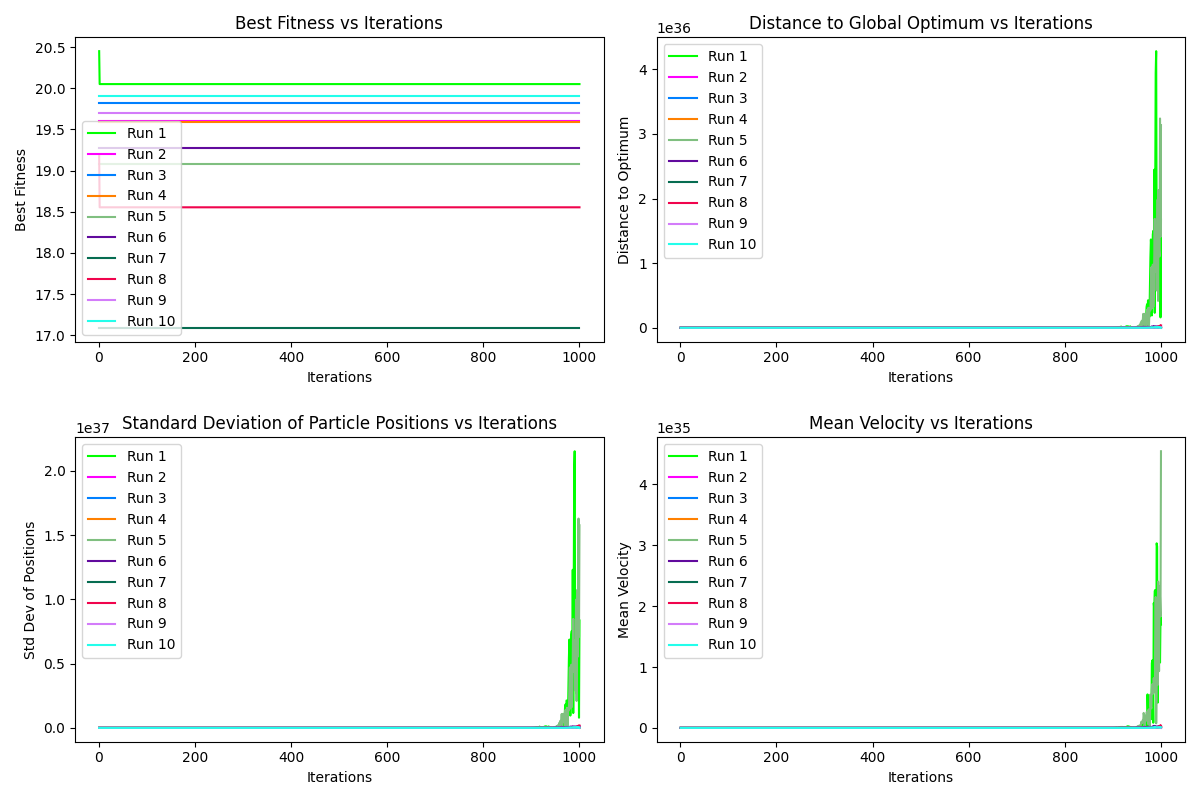 Best Fitness vs Iterations
20.5
20.0
19.5
19.0
18.5
18.0
17.5
17.0
Best Fitness
Run 1
Run 2
Run 3
Run 4
Run 5
Run 6
Run 7
Run 8
Run 9
Run 10
0 200 400 600 800 1000
Iterations
Distance to Global Optimum vs Iterations
1e36
4
3
2
1
0
Distance to Optimum
Run 1
Run 2
Run 3
Run 4
Run 5
Run 6
Run 7
Run 8
Run 9
Run 10
0 200 400 600 800 1000
Iterations
Standard Deviation of Particle Positions vs Iterations
1e37
2.0
1.5
1.0
0.5
0.0
Std Dev of Positions
Run 1
Run 2
Run 3
Run 4
Run 5
Run 6
Run 7
Run 8
Run 9
Run 10
0 200 400 600 800 1000
Iterations
Mean Velocity vs Iterations
1e35
4
3
2
1
0
Mean Velocity
Run 1
Run 2
Run 3
Run 4
Run 5
Run 6
Run 7
Run 8
Run 9
Run 10
0 200 400 600 800 1000
Iterations